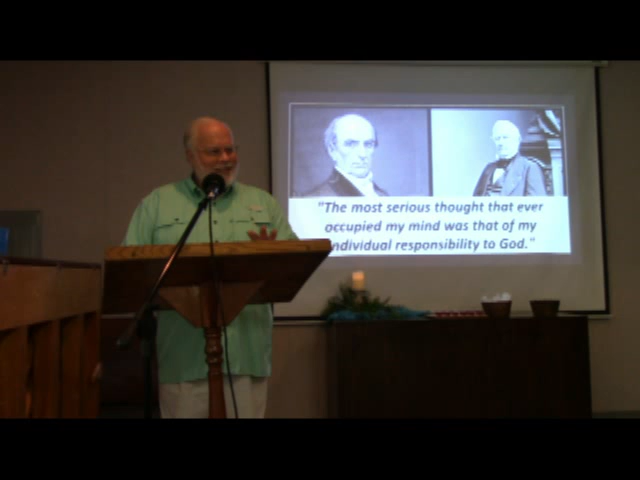 "The most serious thought that ever
occupied my mind was that of my
individual responsibility to God."